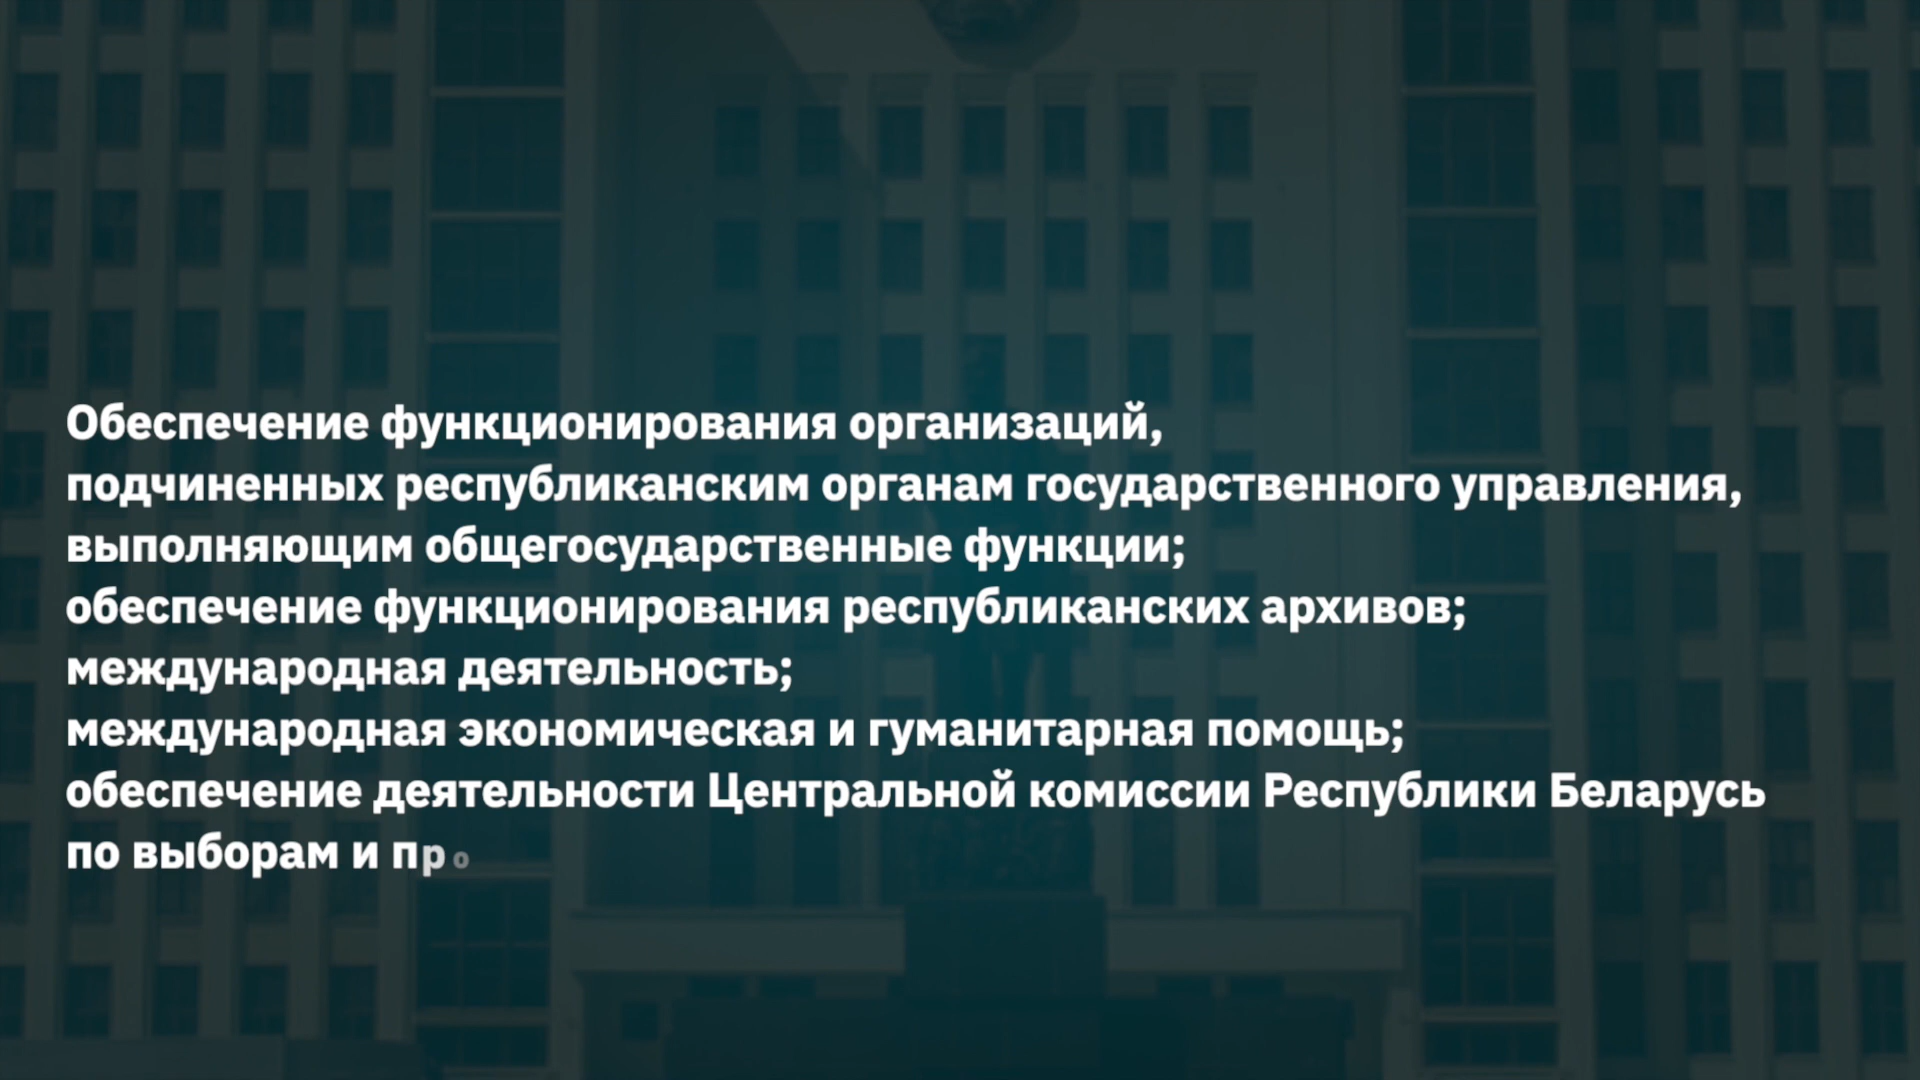 Обеспечение функционирования организаций,
подчиненных республиканским органам государственного управления,
выполняющим общегосударственные функции;
обеспечение функционирования республиканских архивов;
международная деятельность;
международная экономическая и гуманитарная помощь;
обеспечение деятельности Центральной комиссии Республики Беларусь
по выборам и про